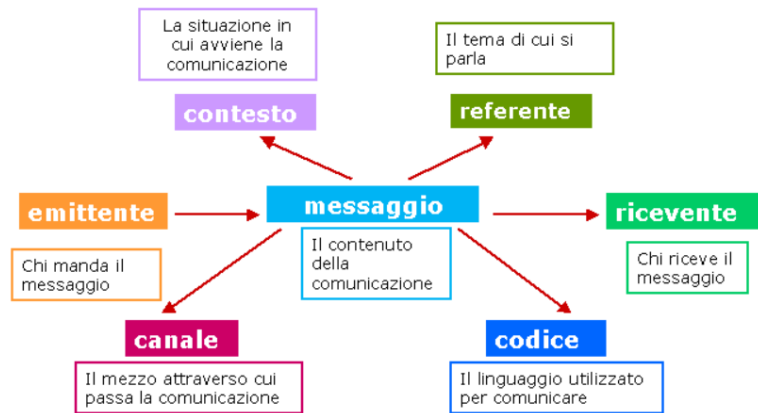 La situazione in
cui avviene la
comunicazione
Il tema di cui si
parla
contesto
referente
emittente
messaggio
ricevente
Chi manda il
messaggio
Il contenuto
della
comunicazione
Chi riceve il
messaggio
canale
codice
Il mezzo attraverso cui
passa la comunicazione
Il linguaggio utilizzato
per comunicare